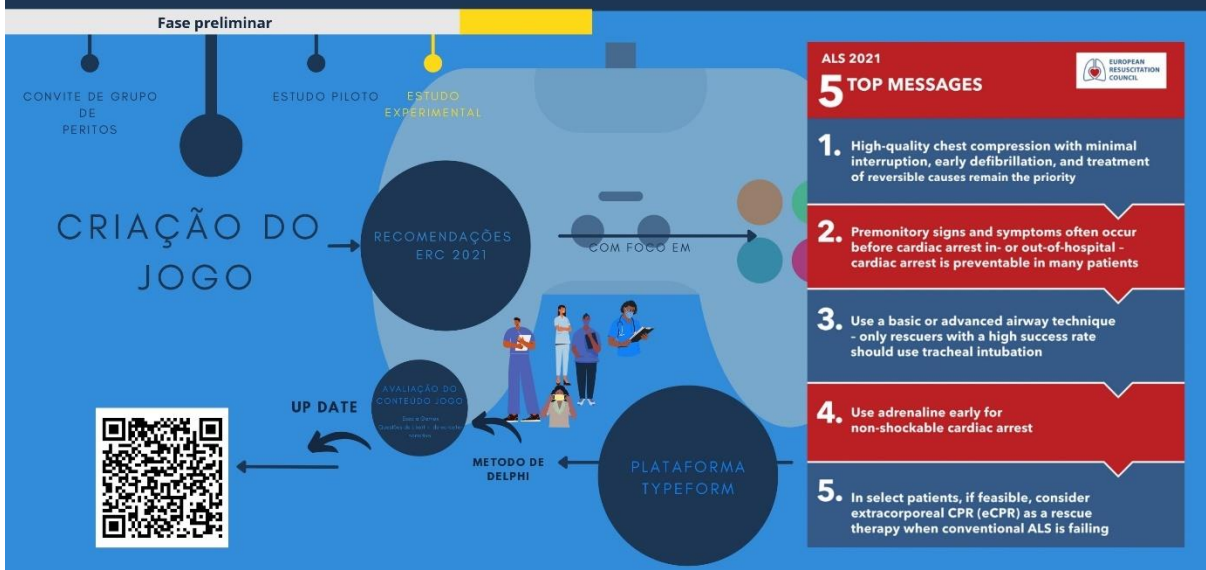 Fase preliminar
CONVITE DE GRUPO
DE
PERITOS
ESTUDO PILOTO
ESTUDO
EXPERIMENTAL
CRIAÇÃO DO
JOGO
RECOMENDAÇÕES
ERC 2021
COM FOCO EM
ALS 2021
5 TOP MESSAGES
EUROPEAN
RESUSCITATION
COUNCIL
1. High-quality chest compression with minimal
interruption, early defibrillation, and treatment
of reversible causes remain the priority
2. Premonitory signs and symptoms often occur
before cardiac arrest in- or out-of-hospital –
cardiac arrest is preventable in many patients
3. Use a basic or advanced airway technique
– only rescuers with a high success rate
should use tracheal intubation
4. Use adrenaline early for
non-shockable cardiac arrest
5. In select patients, if feasible, consider
extracorporeal CPR (eCPR) as a rescue
therapy when conventional ALS is failing
PLATAFORMA
TYPEFORM
METODO DE
DELPHI
AVALIAÇÃO DO
CONTEÚDO JOGO
UP DATE